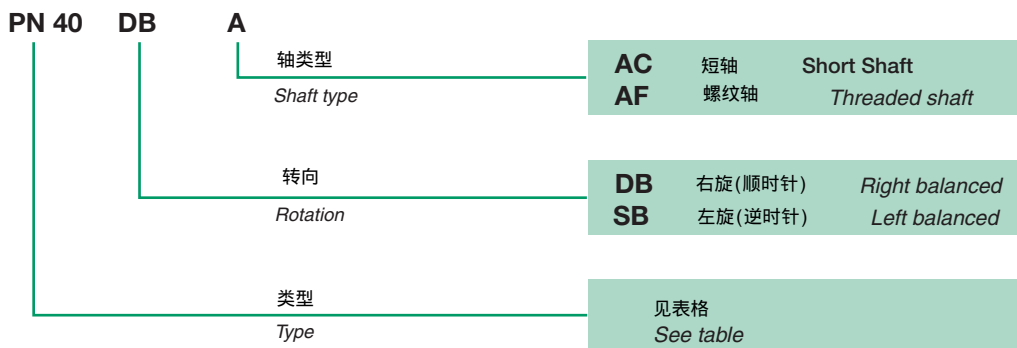 PN 40 DB A
轴类型
Shaft type
AC 短轴 Short Shaft
AF 螺纹轴 Threaded shaft
转向
Rotation
DB 右旋(顺时针) Right balanced
SB 左旋(逆时针) Left balanced
类型
Type
见表格
See table